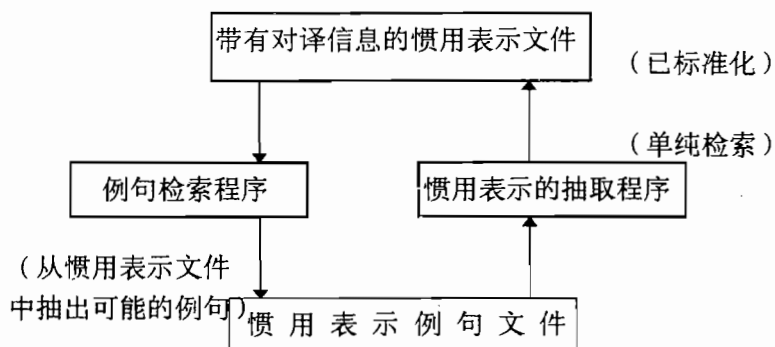 带有对译信息的惯用表示文件
(已标准化)
(单纯检索)
例句检索程序
惯用表示的抽取程序
(从惯用表示文件
中抽出可能的例句)
惯用表示例句文件